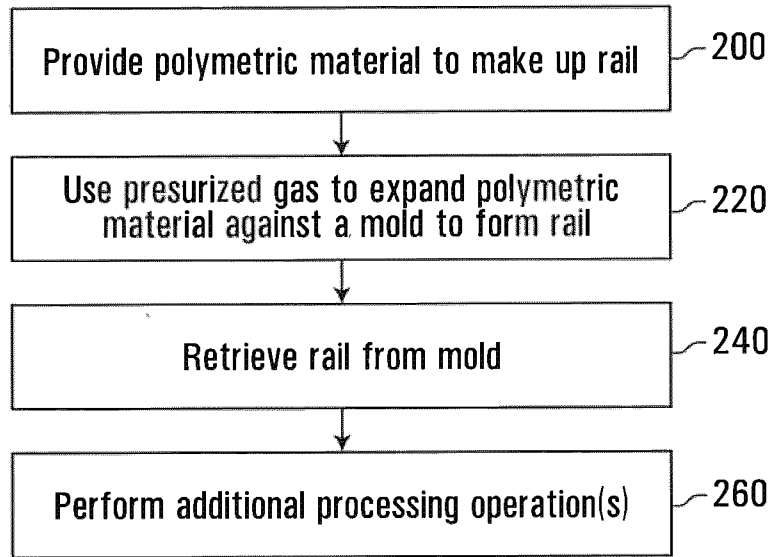 Provide polymetric material to make up rail
200
Use presurized gas to expand polymetric
material against a mold to form rail
220
Retrieve rail from mold
240
Perform additional processing operation(s)
260